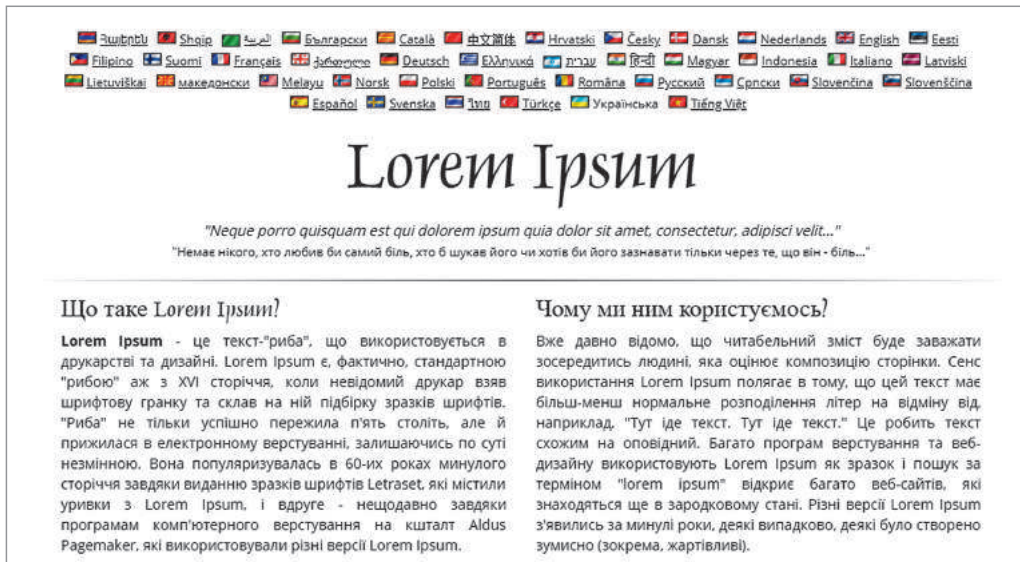 Հայերեն Shqip العربية Български Català 中文简体 Hrvatski Česky Dansk Nederlands English Eesti
Filipino Suomi Français ქართული Deutsch Ελληνικά עברית हिन्दी Magyar Indonesia Italiano Latviski
Lietuviškai македонски Melayu Norsk Polski Português Româna Pyccкий Српски Slovenčina Slovenščina
Español Svenska ไทย Türkçe Українська Tiếng Việt
Lorem Ipsum
"Neque porro quisquam est qui dolorem ipsum quia dolor sit amet, consectetur, adipisci velit..."
"Немає нікого, хто любив би самий біль, хто б шукав його чи хотів би його зазнавати тільки через те, що він - біль..."
Що таке Lorem Ipsum?
Lorem Ipsum - це текст-"риба", що використовується в
друкарстві та дизайні. Lorem Ipsum є, фактично, стандартною
"рибою" аж з XVI сторіччя, коли невідомий друкар взяв
шрифтову гранку та склав на ній підбірку зразків шрифтів.
"Риба" не тільки успішно пережила п'ять століть, але й
прижилася в електронному верстуванні, залишаючись по суті
незмінною. Вона популяризувалась в 60-их роках минулого
сторіччя завдяки виданню зразків шрифтів Letraset, які містили
уривки з Lorem Ipsum, і вдруге - нещодавно завдяки
програмам комп'ютерного верстування на кшталт Aldus
Pagemaker, які використовували різні версії Lorem Ipsum.
Чому ми ним користуємось?
Вже давно відомо, що читабельний зміст буде заважати
зосередитись людині, яка оцінює композицію сторінки. Сенс
використання Lorem Ipsum полягає в тому, що цей текст має
більш-менш нормальне розподілення літер на відміну від,
наприклад, "Тут іде текст. Тут іде текст." Це робить текст
схожим на оповідний. Багато програм верстування та веб-
дизайну використовують Lorem Ipsum як зразок і пошук за
терміном "lorem ipsum" відкриє багато веб-сайтів, які
знаходяться ще в зародковому стані. Різні версії Lorem Ipsum
з'явились за минулі роки, деякі випадково, деякі було створено
зумисно (зокрема, жартівливі).